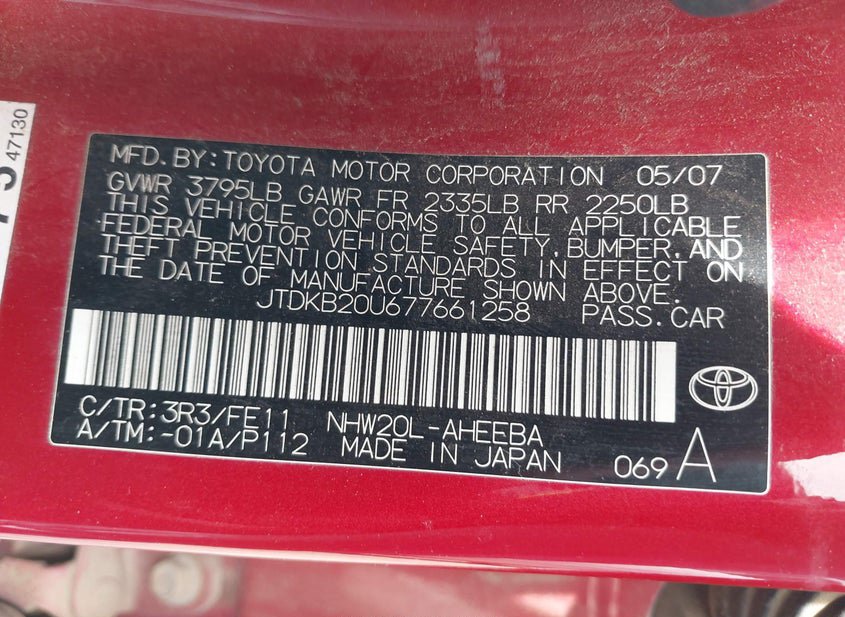 47130
MFD. BY: TOYOTA MOTOR CORPORATION 05/07
GVWR 3795LB GAWR FR 2335LB RR 2250LB
THIS VEHICLE CONFORMS TO ALL APPLICABLE
FEDERAL MOTOR VEHICLE SAFETY, BUMPER, AND
THEFT PREVENTION STANDARDS IN EFFECT ON
THE DATE OF MANUFACTURE SHOWN ABOVE.
JTDKB20U677661258 PASS. CAR
C/TR: 3R3/FE11 NHW20L-AHEEBA
A/TM: -01A/P112 MADE IN JAPAN 069 A